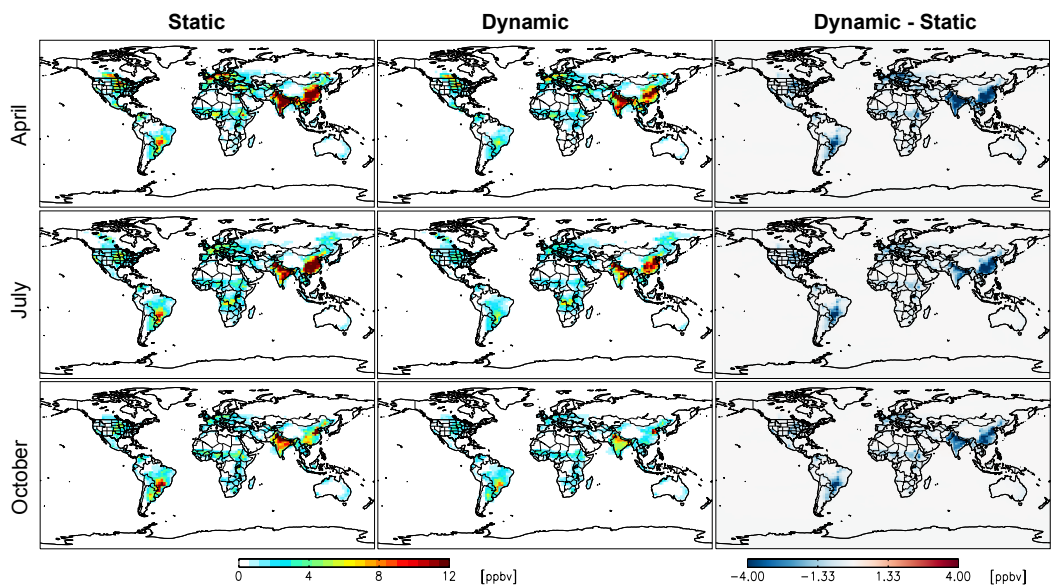 Static Dynamic Dynamic - Static
April
July
October
0 4 8 12 [ppbv]
-4.00 -1.33 1.33 4.00 [ppbv]